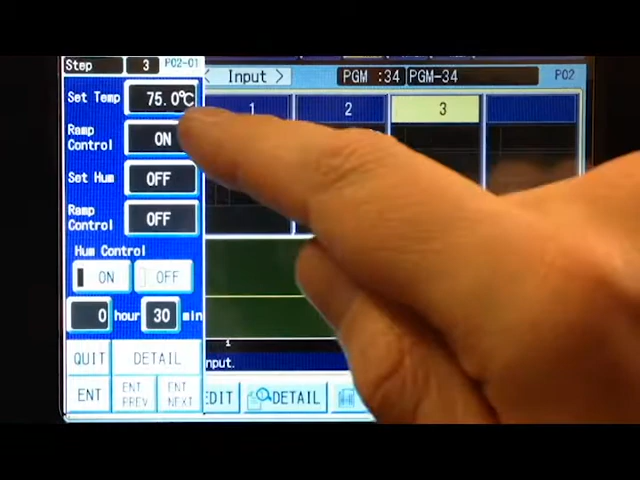 Step 3 P02-01
< Input > PGM :34 PGM-34 P02
Set Temp 75.0℃
1 2 3
Ramp
Control ON
Set Hum OFF
Ramp
Control OFF
Hum Control
ON OFF
0 hour 30 min
1
QUIT DETAIL
nput.
ENT ENT PREV ENT NEXT
EDIT DETAIL